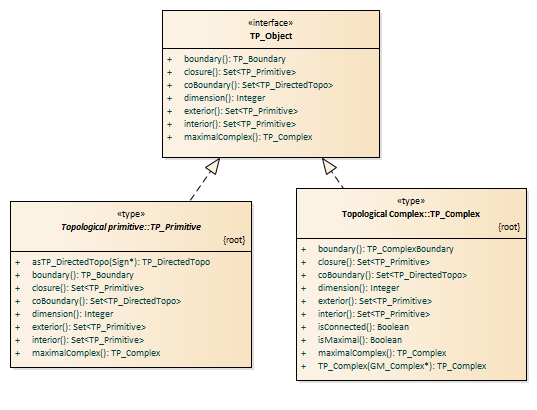 «interface»
TP_Object
+ boundary(): TP_Boundary
+ closure(): Set<TP_Primitive>
+ coBoundary(): Set<TP_DirectedTopo>
+ dimension(): Integer
+ exterior(): Set<TP_Primitive>
+ interior(): Set<TP_Primitive>
+ maximalComplex(): TP_Complex
«type»
Topological primitive::TP_Primitive
{root}
+ asTP_DirectedTopo(Sign*): TP_DirectedTopo
+ boundary(): TP_Boundary
+ closure(): Set<TP_Primitive>
+ coBoundary(): Set<TP_DirectedTopo>
+ dimension(): Integer
+ exterior(): Set<TP_Primitive>
+ interior(): Set<TP_Primitive>
+ maximalComplex(): TP_Complex
«type»
Topological Complex::TP_Complex
{root}
+ boundary(): TP_ComplexBoundary
+ closure(): Set<TP_Primitive>
+ coBoundary(): Set<TP_DirectedTopo>
+ dimension(): Integer
+ exterior(): Set<TP_Primitive>
+ interior(): Set<TP_Primitive>
+ isConnected(): Boolean
+ isMaximal(): Boolean
+ maximalComplex(): TP_Complex
+ TP_Complex(GM_Complex*): TP_Complex